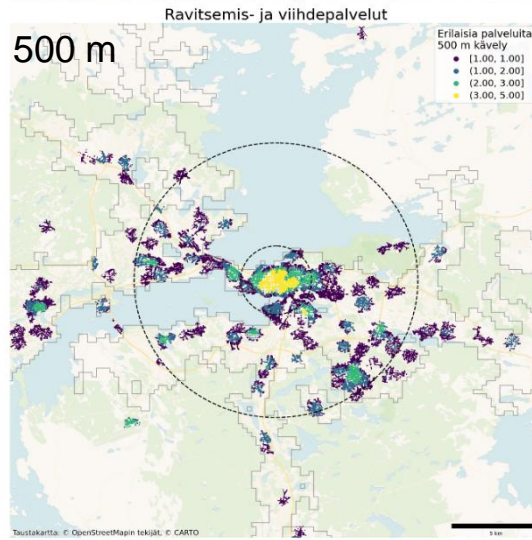 Ravitsemis- ja viihdepalvelut
500 m
Erilaisia palveluita
500 m kävely
[1.00, 1.00]
(1.00, 2.00]
(2.00, 3.00]
(3.00, 5.00]
Taustakartta: © OpenStreetMapin tekijät, © CARTO
5 km